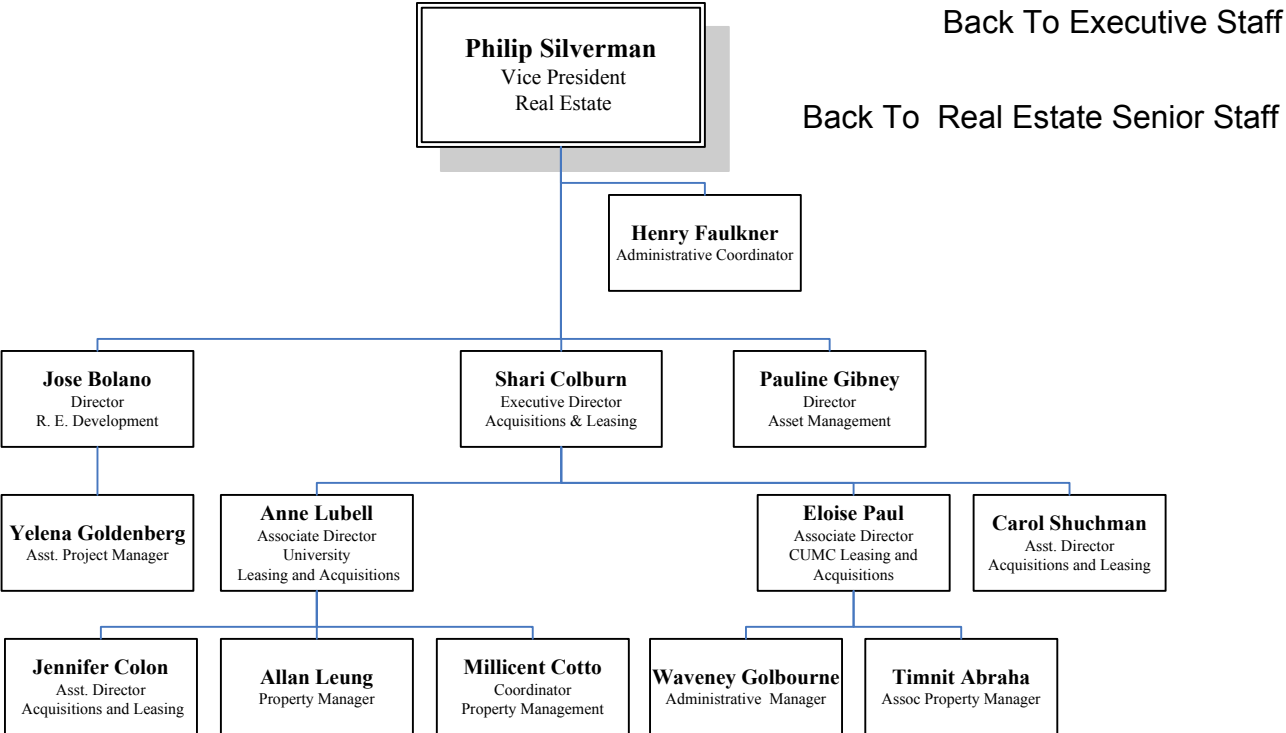 Back To Executive Staff
Back To Real Estate Senior Staff
Philip Silverman
Vice President
Real Estate
Henry Faulkner
Administrative Coordinator
Jose Bolano
Director
R. E. Development
Shari Colburn
Executive Director
Acquisitions & Leasing
Pauline Gibney
Director
Asset Management
Yelena Goldenberg
Asst. Project Manager
Anne Lubell
Associate Director
University
Leasing and Acquisitions
Eloise Paul
Associate Director
CUMC Leasing and
Acquisitions
Carol Shuchman
Asst. Director
Acquisitions and Leasing
Jennifer Colon
Asst. Director
Acquisitions and Leasing
Allan Leung
Property Manager
Millicent Cotto
Coordinator
Property Management
Waveney Golbourne
Administrative Manager
Timnit Abraha
Assoc Property Manager